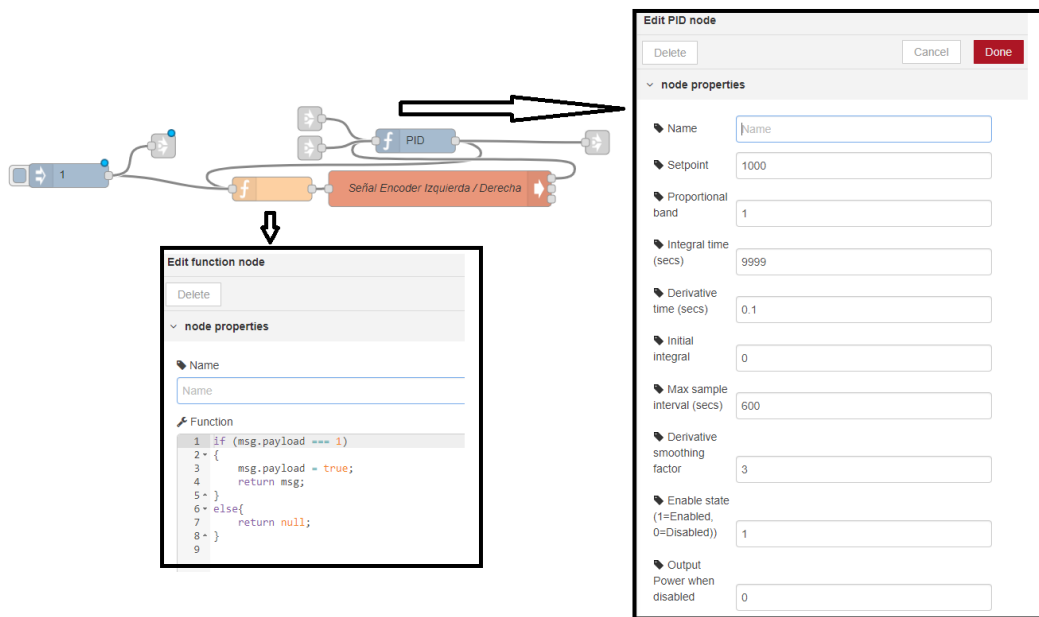 1
PID
Señal Encoder Izquierda / Derecha
Edit function node
Delete
node properties
Name
Name
Function
1 if (msg.payload === 1)
2 {
3 msg.payload = true;
4 return msg;
5 }
6 else{
7 return null;
8 }
9
Edit PID node
Delete
Cancel
Done
node properties
Name
Name
Setpoint
1000
Proportional
band
1
Integral time
(secs)
9999
Derivative
time (secs)
0.1
Initial
integral
0
Max sample
interval (secs)
600
Derivative
smoothing
factor
3
Enable state
(1=Enabled,
0=Disabled))
1
Output
Power when
disabled
0